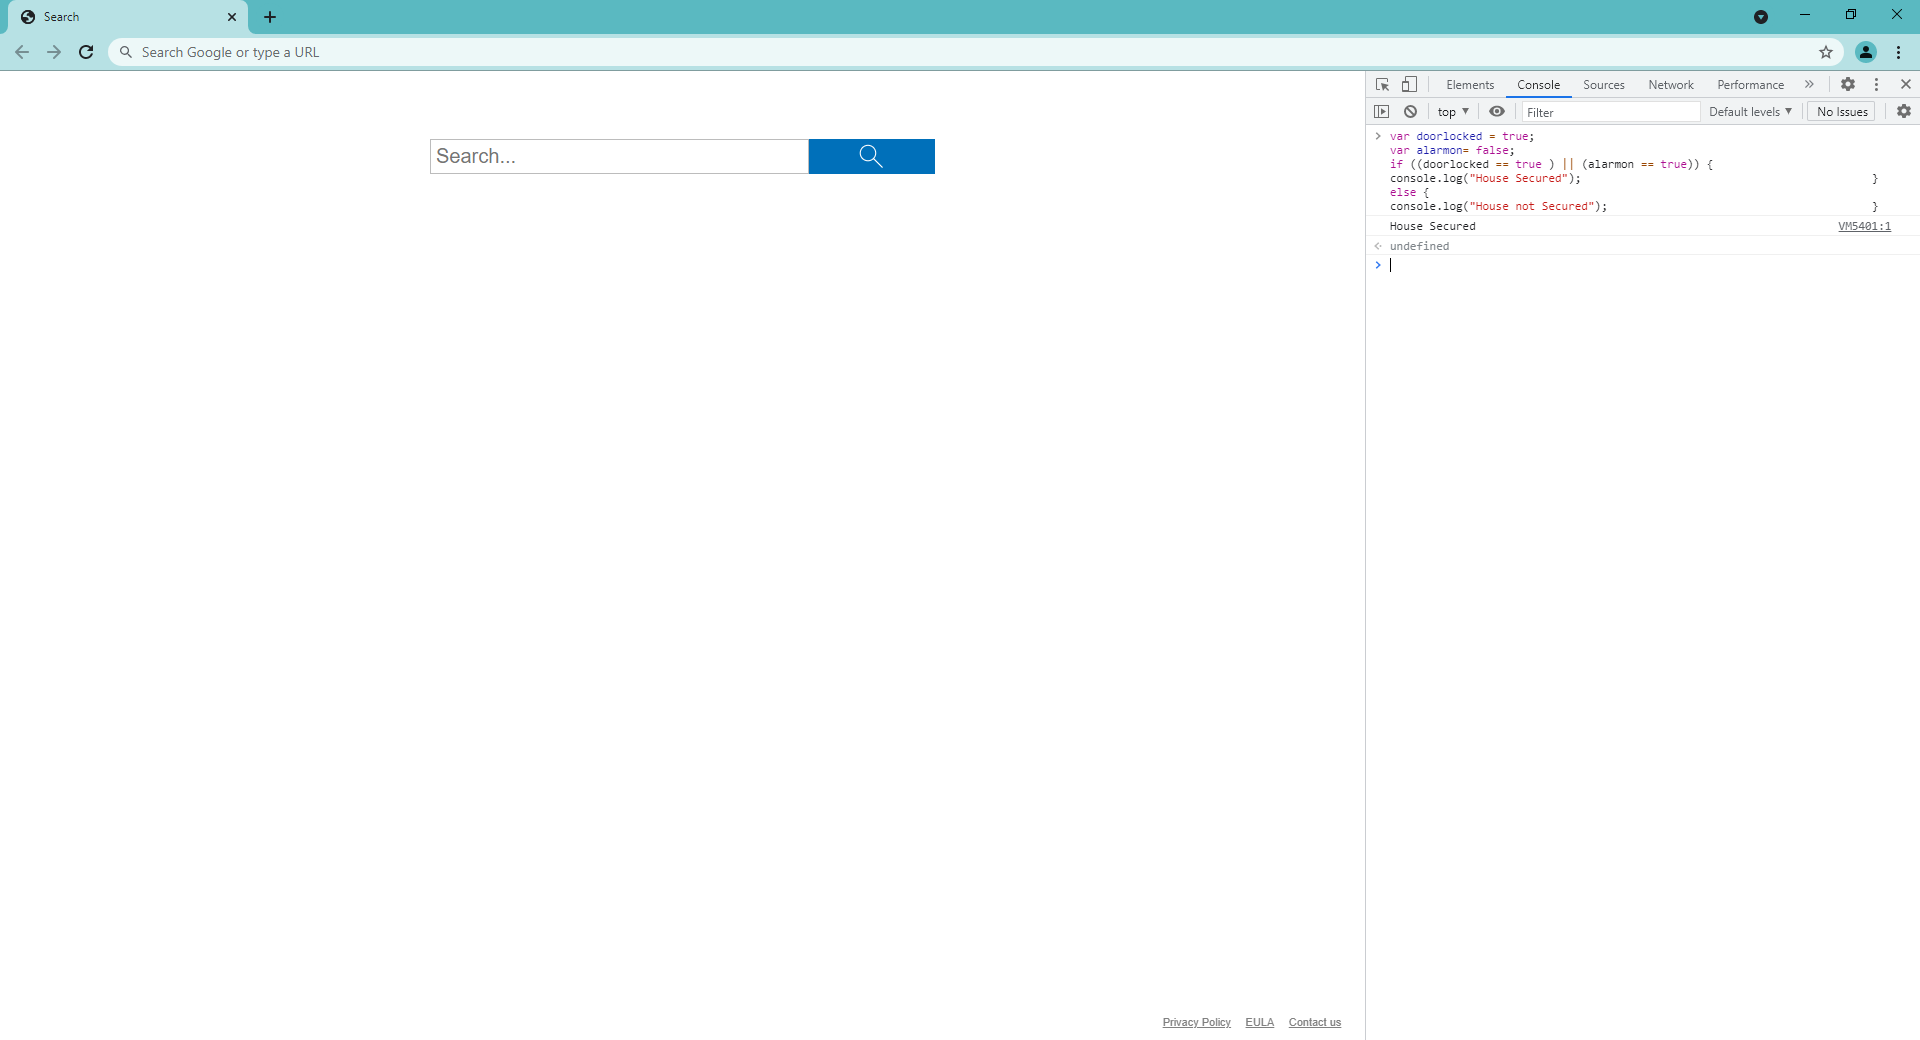 Search
Search Google or type a URL
Elements Console Sources Network Performance
top Filter Default levels No Issues
Search...
var doorlocked = true;
var alarmon= false;
if ((doorlocked == true ) || (alarmon == true)) {
console.log("House Secured"); }
else {
console.log("House not Secured"); }
House Secured VM5401:1
undefined
Privacy Policy EULA Contact us